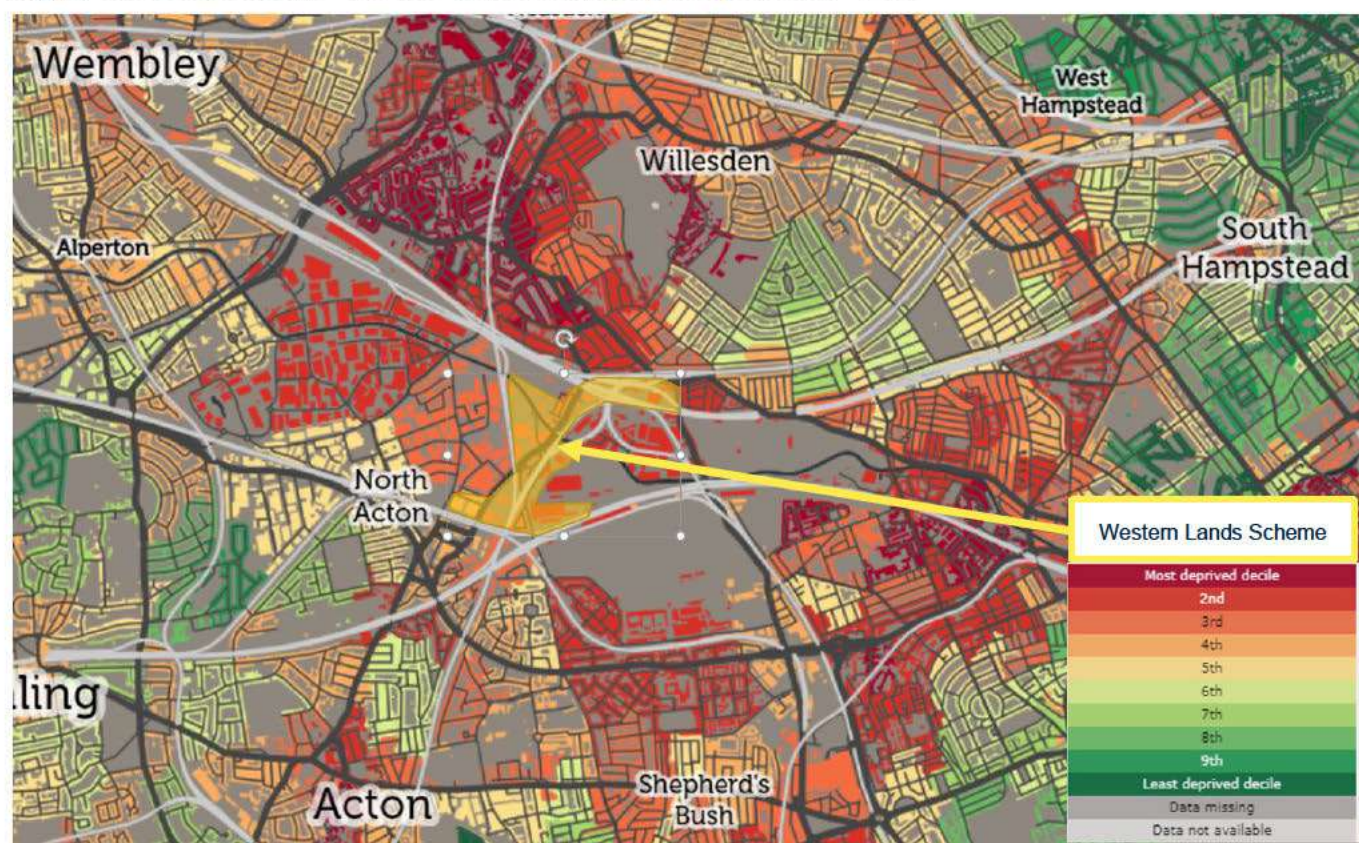 Wembley
West
Hampstead
Willesden
Alperton
South
Hampstead
North
Acton
Western Lands Scheme
Most deprived decile
2nd
3rd
4th
5th
6th
7th
8th
9th
Least deprived decile
Data missing
Data not available
Acton
Shepherd's
Bush